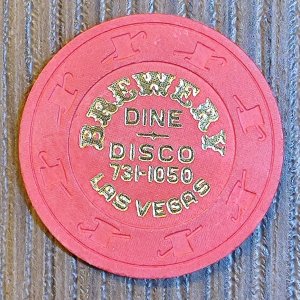 BREWERY
DINE
DISCO
731-1050
LAS VEGAS